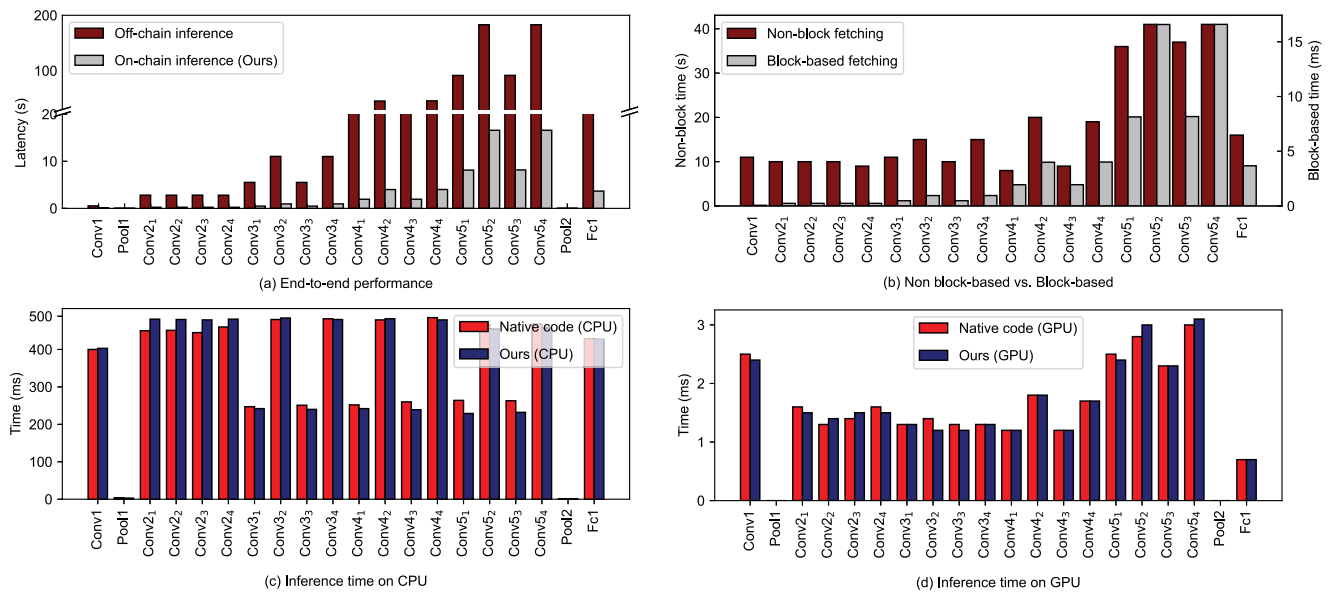 200
100
20
10
0
Latency (s)
Off-chain inference
On-chain inference (Ours)
Conv1 Pool1 Conv2₁ Conv2₂ Conv2₃ Conv2₄ Conv3₁ Conv3₂ Conv3₃ Conv3₄ Conv4₁ Conv4₂ Conv4₃ Conv4₄ Conv5₁ Conv5₂ Conv5₃ Conv5₄ Pool2 Fc1
(a) End-to-end performance
40
30
20
10
0
Non-block time (s)
Non-block fetching
Block-based fetching
15
12
9
6
3
0
Block-based time (ms)
Conv1 Conv2₁ Conv2₂ Conv2₃ Conv2₄ Conv3₁ Conv3₂ Conv3₃ Conv3₄ Conv4₁ Conv4₂ Conv4₃ Conv4₄ Conv5₁ Conv5₂ Conv5₃ Conv5₄ Fc1
(b) Non block-based vs. Block-based
500
400
300
200
100
0
Time (ms)
Native code (CPU)
Ours (CPU)
Conv1 Pool1 Conv2₁ Conv2₂ Conv2₃ Conv2₄ Conv3₁ Conv3₂ Conv3₃ Conv3₄ Conv4₁ Conv4₂ Conv4₃ Conv4₄ Conv5₁ Conv5₂ Conv5₃ Conv5₄ Pool2 Fc1
(c) Inference time on CPU
3
2
1
0
Time (ms)
Native code (GPU)
Ours (GPU)
Conv1 Pool1 Conv2₁ Conv2₂ Conv2₃ Conv2₄ Conv3₁ Conv3₂ Conv3₃ Conv3₄ Conv4₁ Conv4₂ Conv4₃ Conv4₄ Conv5₁ Conv5₂ Conv5₃ Conv5₄ Pool2 Fc1
(d) Inference time on GPU